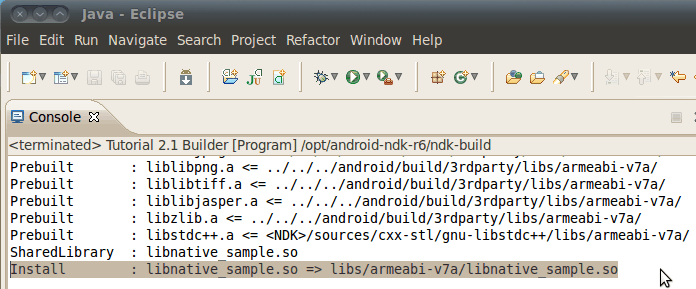 Java - Eclipse
File Edit Run Navigate Search Project Refactor Window Help
Console
<terminated> Tutorial 2.1 Builder [Program] /opt/android-ndk-r6/ndk-build
Prebuilt : liblibpng.a <= ../../../android/build/3rdparty/libs/armeabi-v7a/
Prebuilt : liblibtiff.a <= ../../../android/build/3rdparty/libs/armeabi-v7a/
Prebuilt : liblibjasper.a <= ../../../android/build/3rdparty/libs/armeabi-v7a/
Prebuilt : libzlib.a <= ../../../android/build/3rdparty/libs/armeabi-v7a/
Prebuilt : libstdc++.a <= <NDK>/sources/cxx-stl/gnu-libstdc++/libs/armeabi-v7a/
SharedLibrary : libnative_sample.so
Install : libnative_sample.so => libs/armeabi-v7a/libnative_sample.so